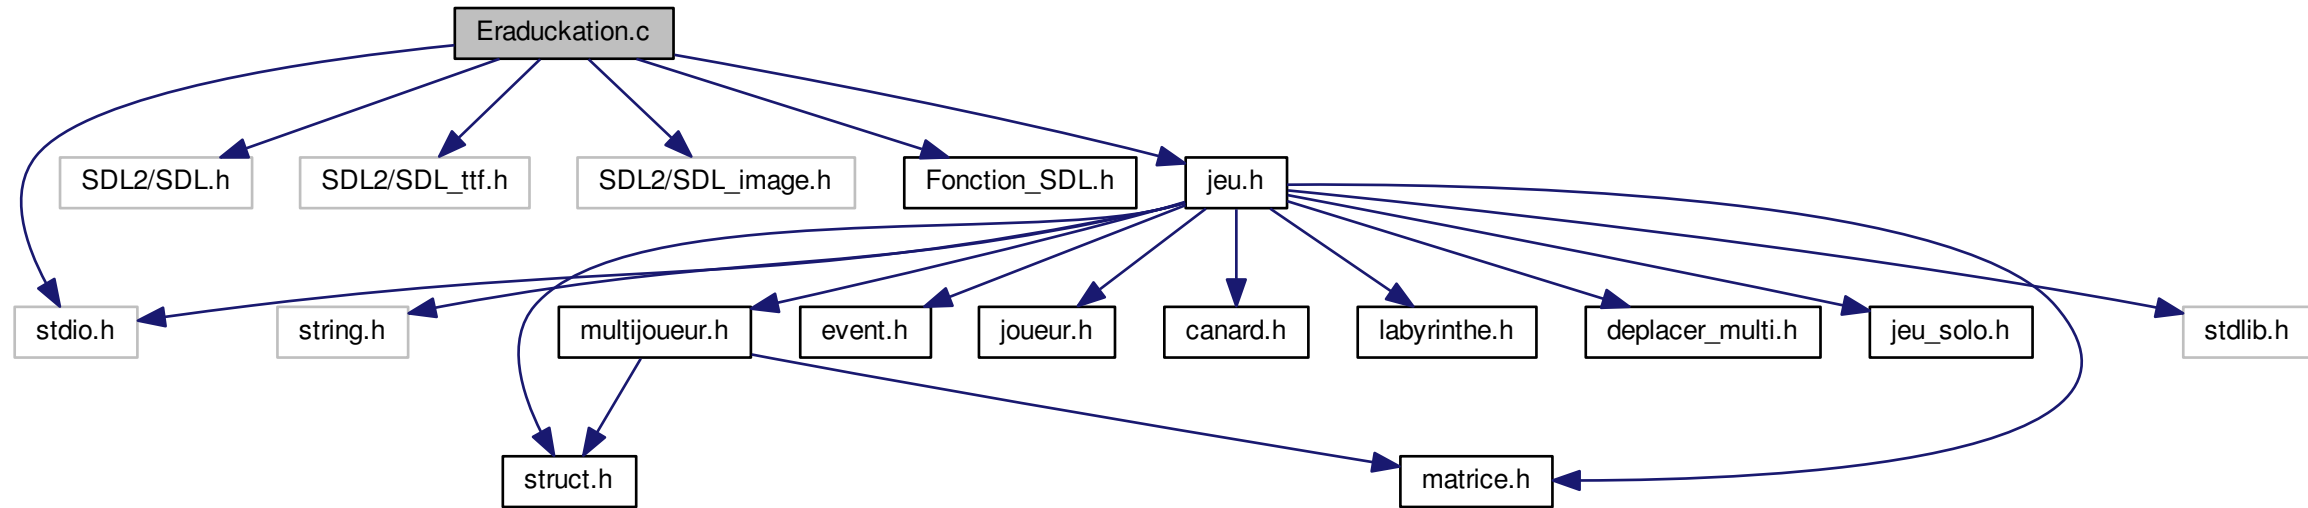 Eraduckation.c
SDL2/SDL.h
SDL2/SDL_ttf.h
SDL2/SDL_image.h
Fonction_SDL.h
jeu.h
stdio.h
string.h
multijoueur.h
event.h
joueur.h
canard.h
labyrinthe.h
deplacer_multi.h
jeu_solo.h
stdlib.h
struct.h
matrice.h